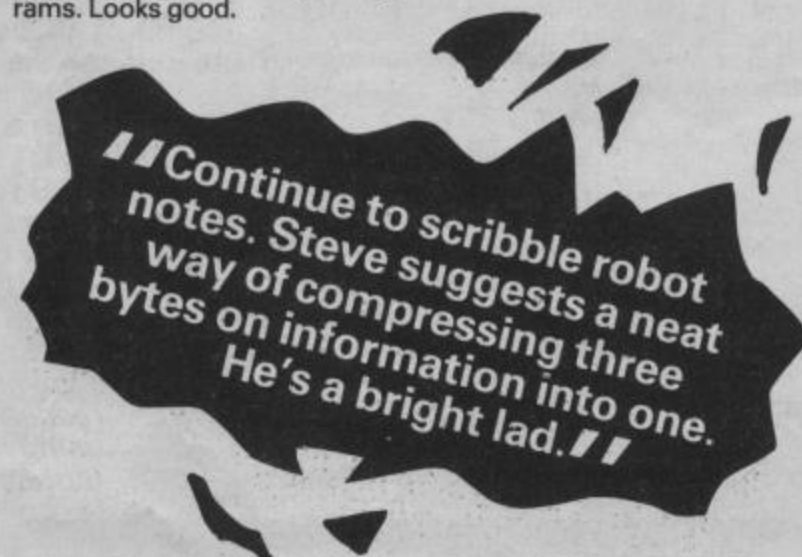 rams. Looks good.
"Continue to scribble robot
notes. Steve suggests a neat
way of compressing three
bytes on information into one.
He's a bright lad."